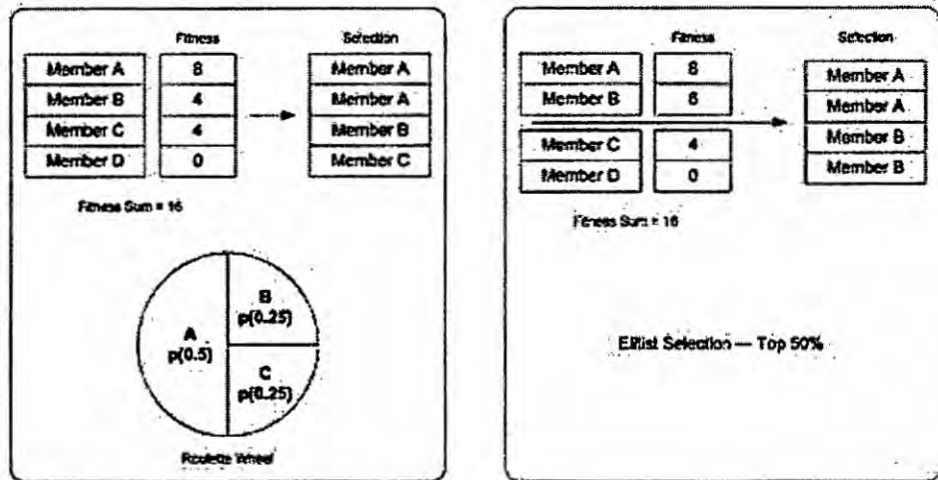 Fitness Selection
Member A 8 Member A
Member B 4 Member A
Member C 4 Member B
Member D 0 Member C
Fitness Sum = 16
A
p(0.5)
B
p(0.25)
C
p(0.25)
Roulette Wheel
Fitness Selection
Member A 6 Member A
Member B 6 Member A
Member C 4 Member B
Member D 0 Member B
Fitness Sum = 16
Elitist Selection — Top 50%